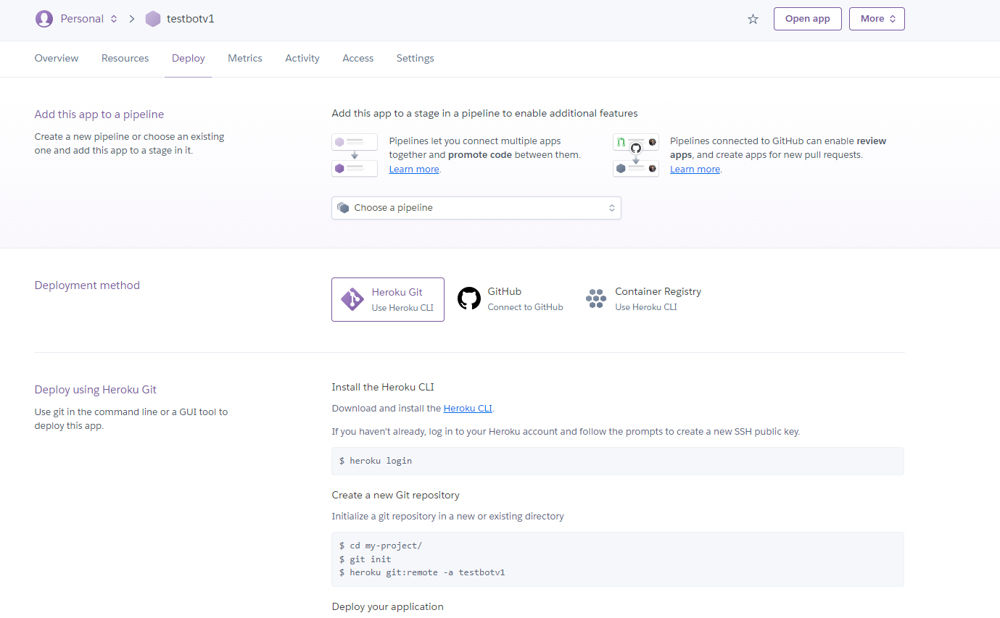 Personal testbotv1 Open app More
Overview Resources Deploy Metrics Activity Access Settings
Add this app to a pipeline
Create a new pipeline or choose an existing
one and add this app to a stage in it.
Add this app to a stage in a pipeline to enable additional features
Pipelines let you connect multiple apps
together and promote code between them.
Learn more.
Pipelines connected to GitHub can enable review
apps, and create apps for new pull requests.
Learn more.
Choose a pipeline
Deployment method
Heroku Git
Use Heroku CLI
GitHub
Connect to GitHub
Container Registry
Use Heroku CLI
Deploy using Heroku Git
Use git in the command line or a GUI tool to
deploy this app.
Install the Heroku CLI
Download and install the Heroku CLI.
If you haven't already, log in to your Heroku account and follow the prompts to create a new SSH public key.
$ heroku login
Create a new Git repository
Initialize a git repository in a new or existing directory
$ cd my-project/
$ git init
$ heroku git:remote -a testbotv1
Deploy your application